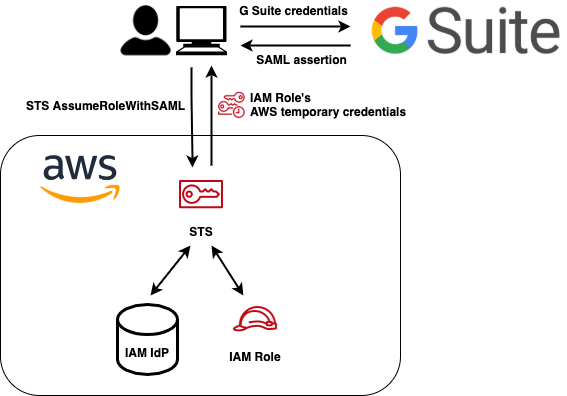 G Suite credentials
G Suite
SAML assertion
STS AssumeRoleWithSAML
IAM Role's
AWS temporary credentials
aws
STS
IAM IdP
IAM Role